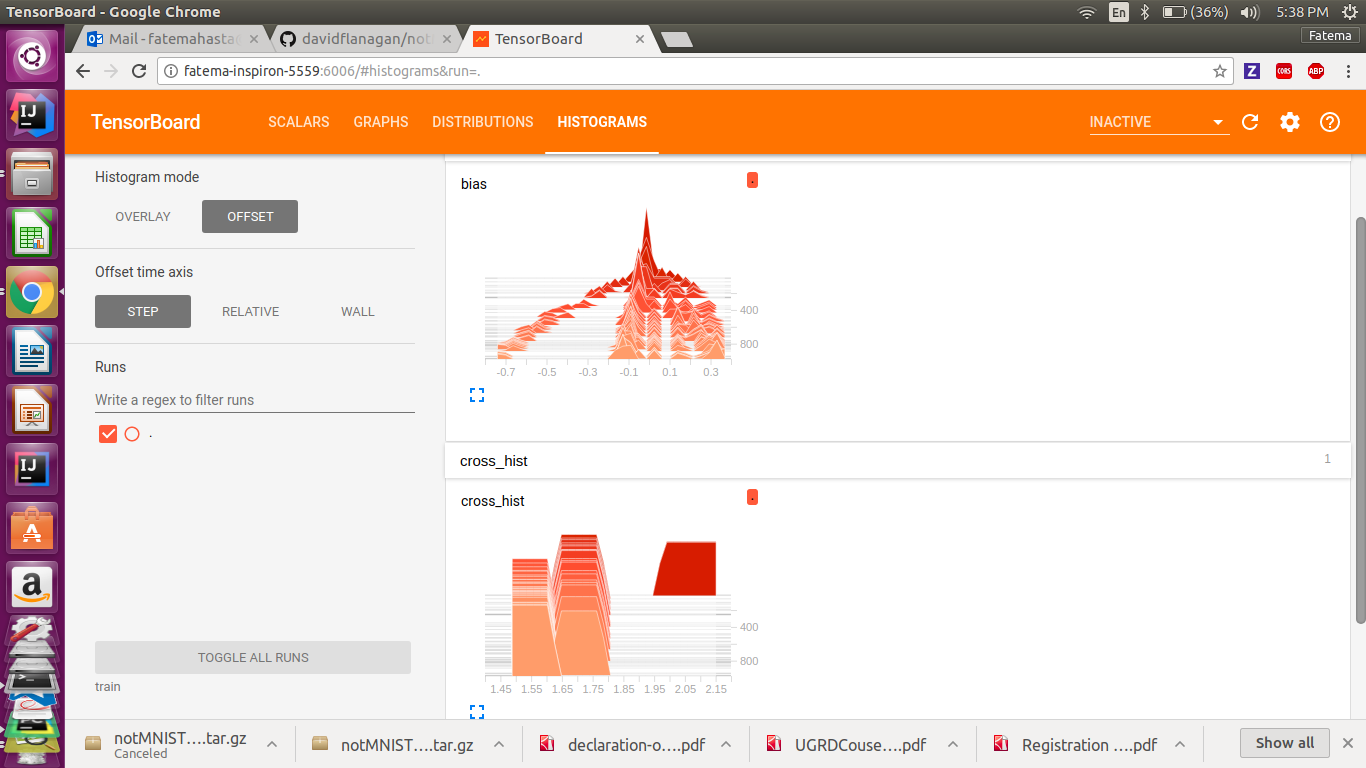 TensorBoard - Google Chrome
En
(36%)
5:38 PM
Mail - fatemahasta
davidflanagan/not
TensorBoard
Fatema
fatema-inspiron-5559:6006/#histograms&run=.
Z
CORS
ABP
TensorBoard
SCALARS
GRAPHS
DISTRIBUTIONS
HISTOGRAMS
INACTIVE
Histogram mode
OVERLAY
OFFSET
Offset time axis
STEP
RELATIVE
WALL
Runs
Write a regex to filter runs
.
TOGGLE ALL RUNS
train
bias
.
400
800
-0.7 -0.5 -0.3 -0.1 0.1 0.3
cross_hist
1
cross_hist
.
400
800
1.45 1.55 1.65 1.75 1.85 1.95 2.05 2.15
IJ
IJ
A
a
notMNIST….tar.gz
Canceled
notMNIST….tar.gz
declaration-o….pdf
UGRDCouse….pdf
Registration ….pdf
Show all